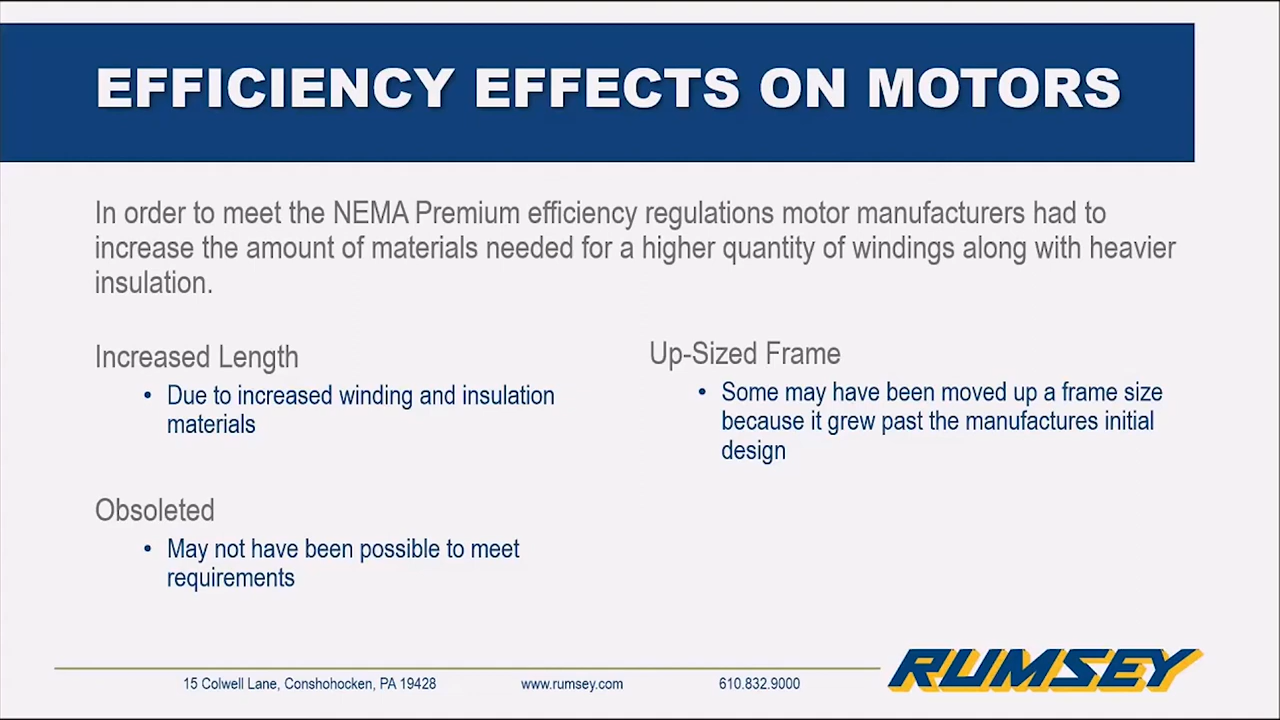 EFFICIENCY EFFECTS ON MOTORS
In order to meet the NEMA Premium efficiency regulations motor manufacturers had to
increase the amount of materials needed for a higher quantity of windings along with heavier
insulation.
Increased Length
• Due to increased winding and insulation
materials
Obsoleted
• May not have been possible to meet
requirements
Up-Sized Frame
• Some may have been moved up a frame size
because it grew past the manufactures initial
design
15 Colwell Lane, Conshohocken, PA 19428
www.rumsey.com
610.832.9000
RUMSEY